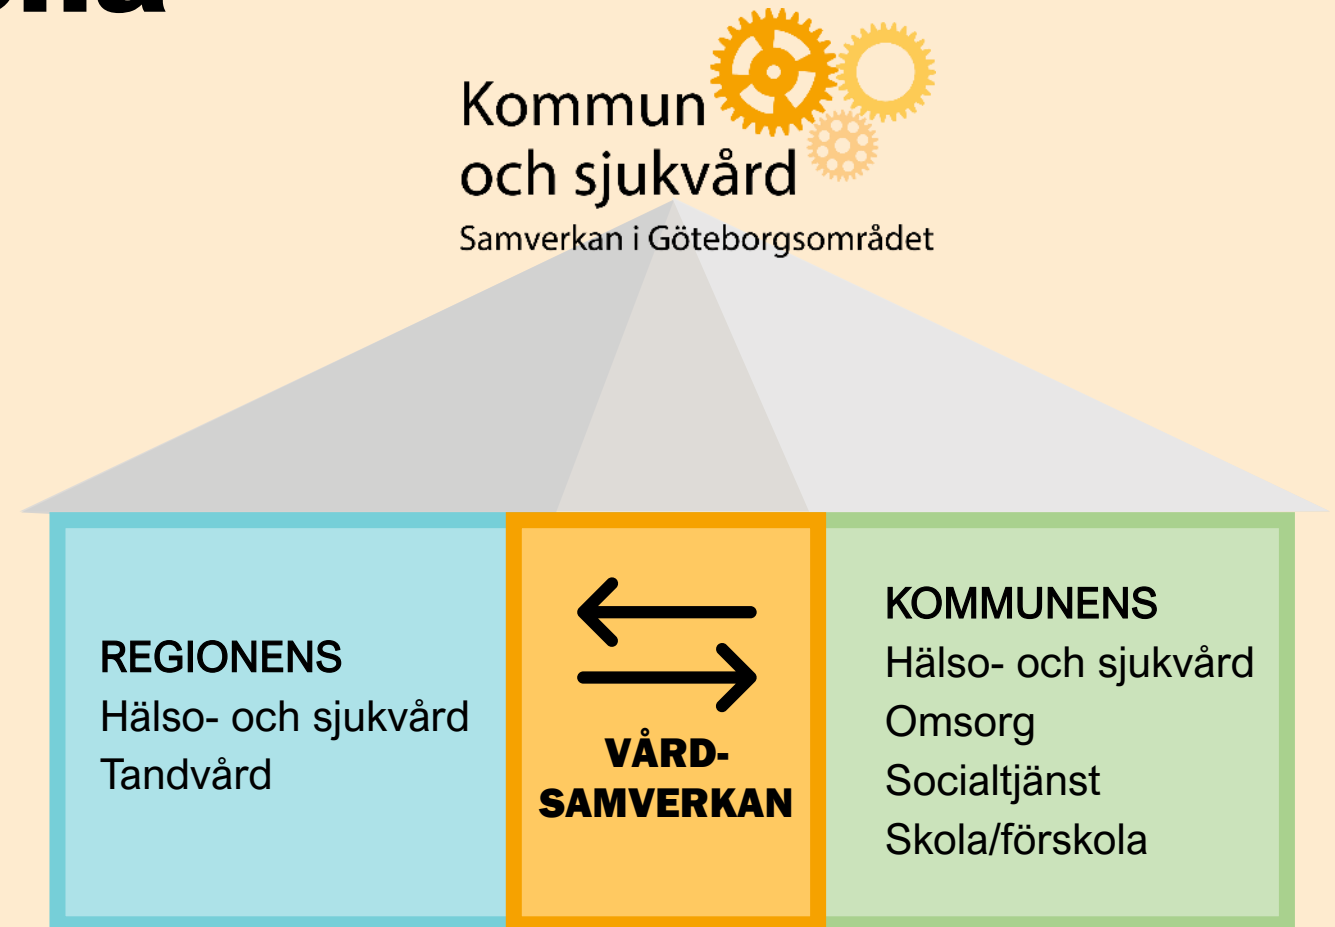 Kommun
och sjukvård
Samverkan i Göteborgsområdet
REGIONENS
Hälso- och sjukvård
Tandvård
VÅRD-
SAMVERKAN
KOMMUNENS
Hälso- och sjukvård
Omsorg
Socialtjänst
Skola/förskola